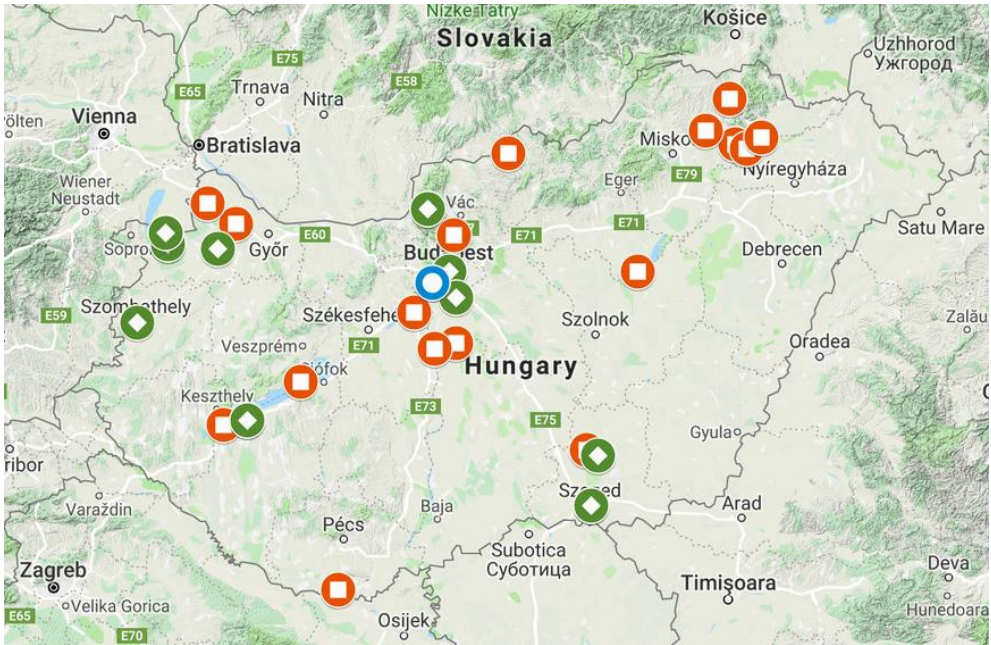 Nízke Tatry
Košice
Slovakia
Uzhhorod
Ужгород
E75
E58
E65
Trnava
Nitra
ölten
Vienna
Bratislava
Misko
Nyíregyháza
Wiener
Neustadt
Eger
E79
Vác
Satu Mare
Sopro
Győr
E60
E71
E71
Debrecen
Budapest
Szombathely
E59
Székesfehe
Szolnok
Zalău
Veszprém
E71
Oradea
Siófok
Hungary
Keszthely
E73
E75
Gyula
ribor
Szeged
Varaždin
Baja
Arad
Pécs
Subotica
Суботица
Zagreb
Timișoara
Deva
Velika Gorica
Hunedoara
E65
Osijek
E70